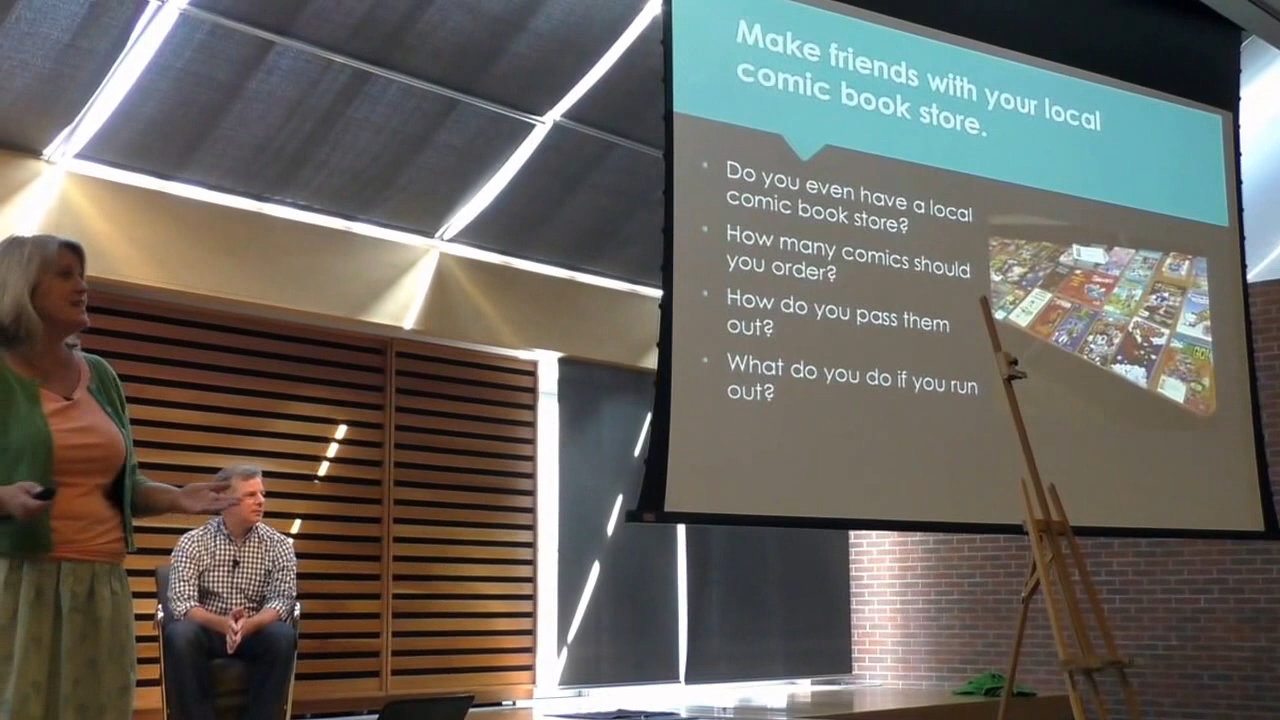 Make friends with your local
comic book store.
Do you even have a local
comic book store?
How many comics should
you order?
How do you pass them
out?
What do you do if you run
out?